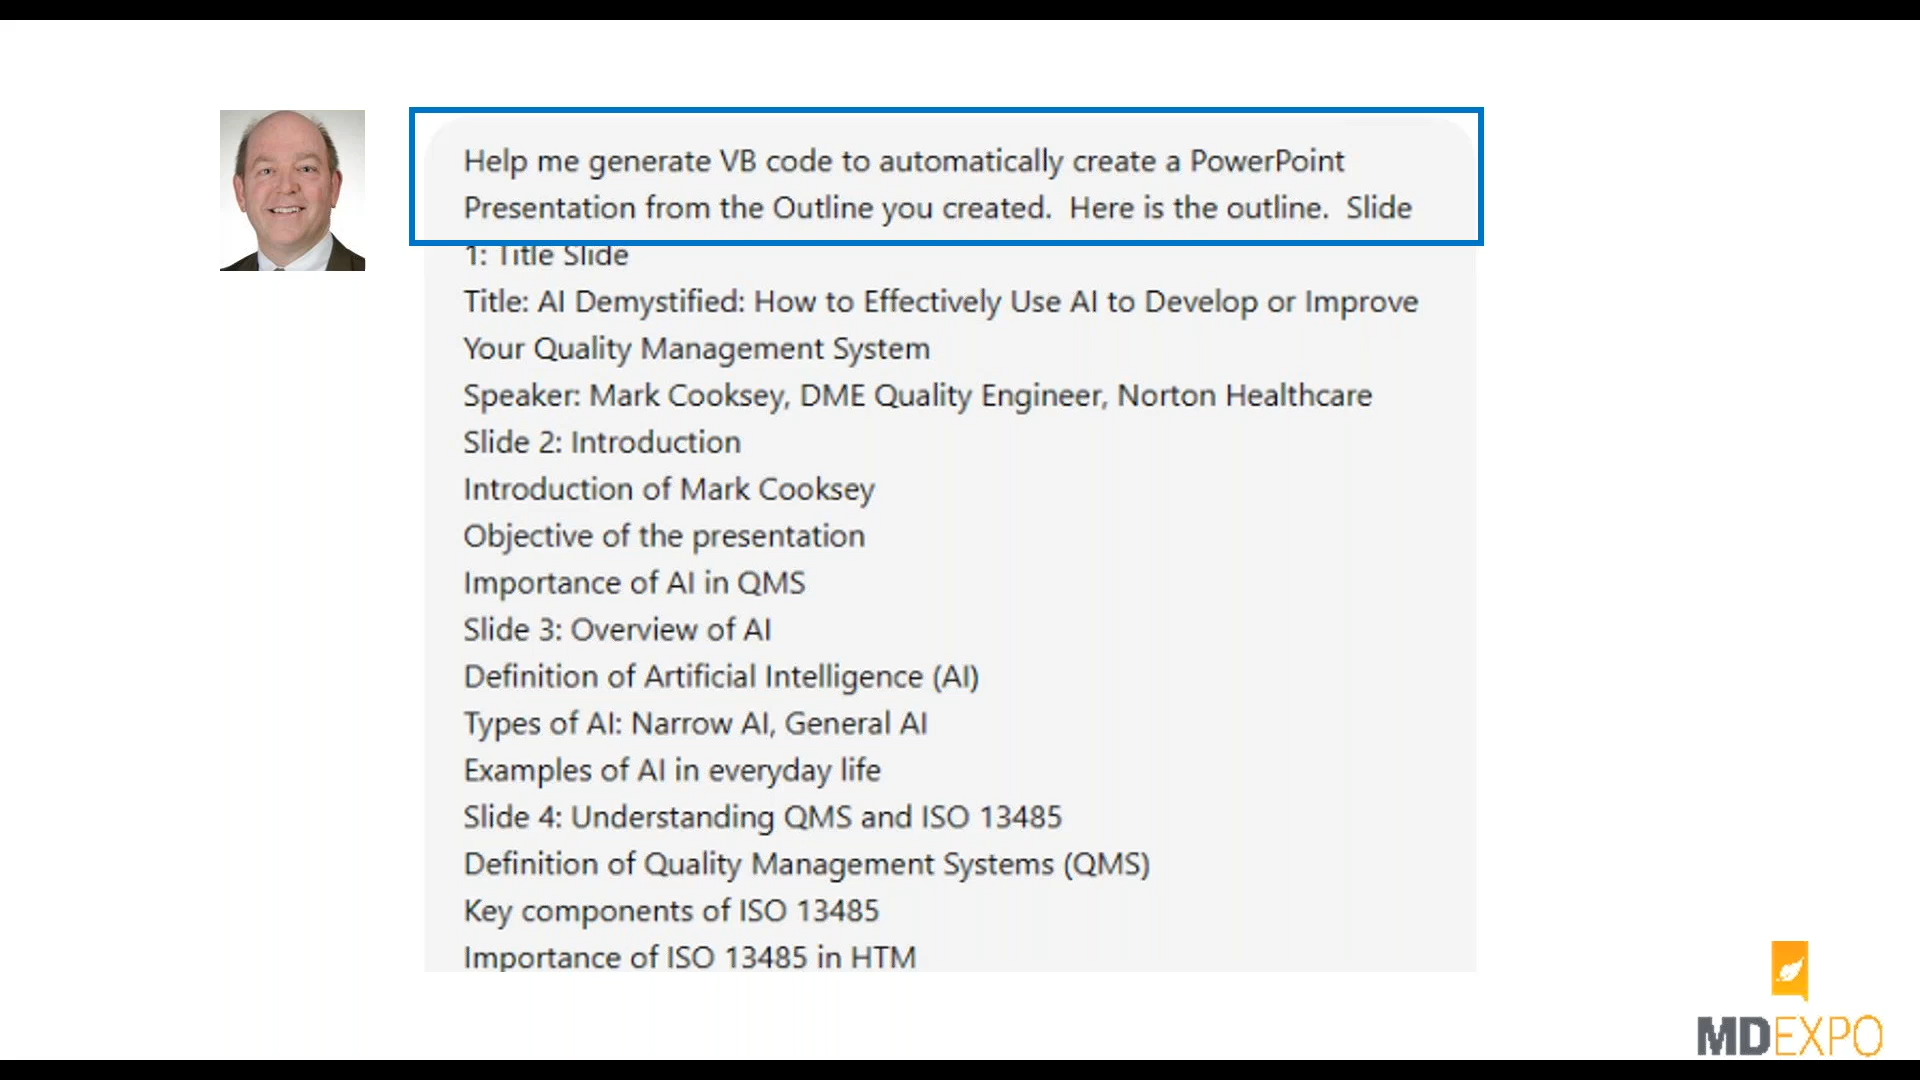 Help me generate VB code to automatically create a PowerPoint
Presentation from the Outline you created.  Here is the outline.  Slide
1: Title Slide
Title: AI Demystified: How to Effectively Use AI to Develop or Improve
Your Quality Management System
Speaker: Mark Cooksey, DME Quality Engineer, Norton Healthcare
Slide 2: Introduction
Introduction of Mark Cooksey
Objective of the presentation
Importance of AI in QMS
Slide 3: Overview of AI
Definition of Artificial Intelligence (AI)
Types of AI: Narrow AI, General AI
Examples of AI in everyday life
Slide 4: Understanding QMS and ISO 13485
Definition of Quality Management Systems (QMS)
Key components of ISO 13485
Importance of ISO 13485 in HTM
MDEXPO